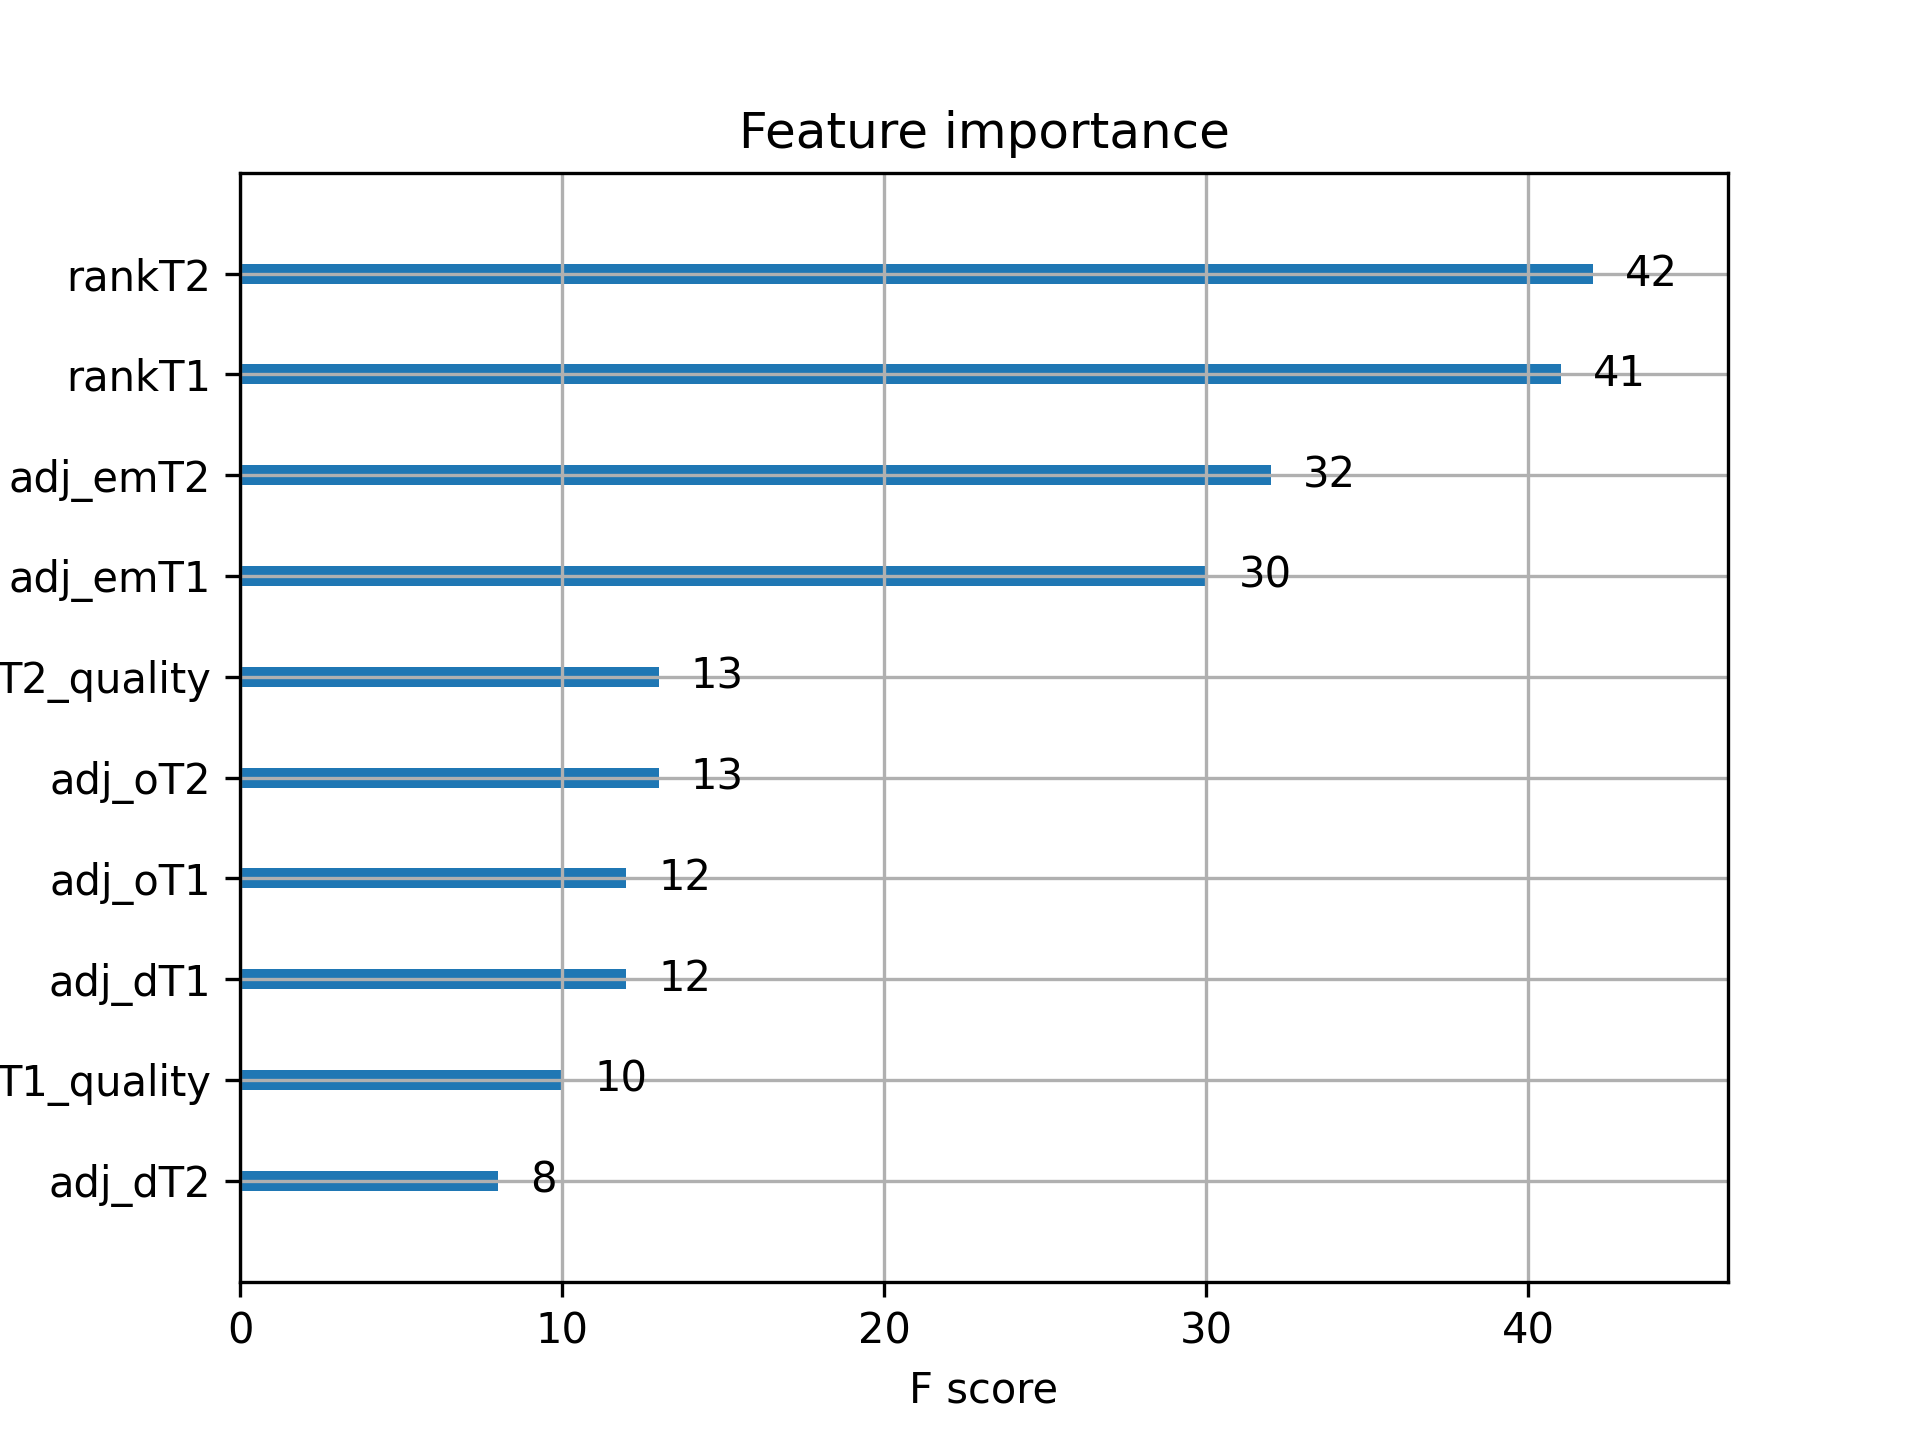 Feature importance
rankT2 42
rankT1 41
adj_emT2 32
adj_emT1 30
T2_quality 13
adj_oT2 13
adj_oT1 12
adj_dT1 12
T1_quality 10
adj_dT2 8
0 10 20 30 40
F score